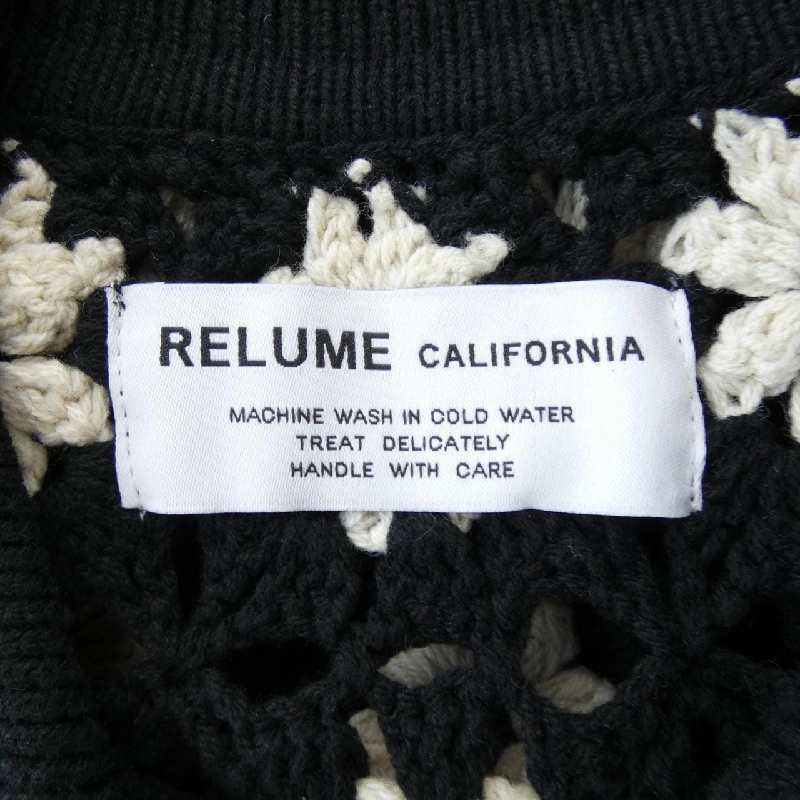 RELUME CALIFORNIA
MACHINE WASH IN COLD WATER
TREAT DELICATELY
HANDLE WITH CARE